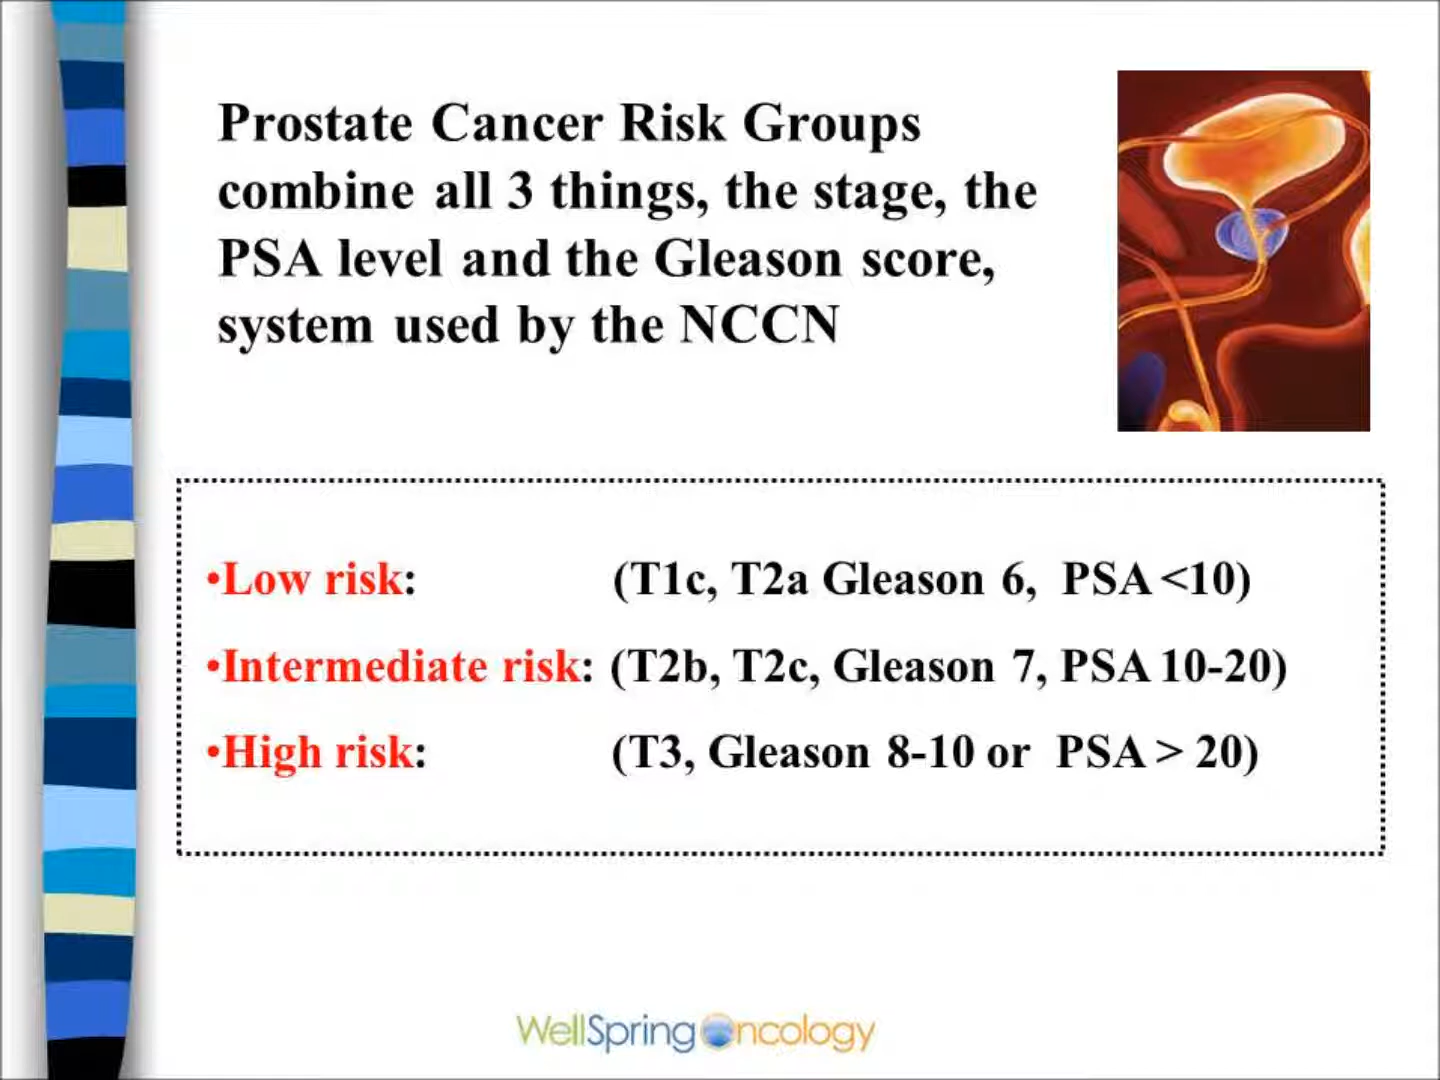 Prostate Cancer Risk Groups
combine all 3 things, the stage, the
PSA level and the Gleason score,
system used by the NCCN
•Low risk: (T1c, T2a Gleason 6, PSA <10)
•Intermediate risk: (T2b, T2c, Gleason 7, PSA 10-20)
•High risk: (T3, Gleason 8-10 or PSA > 20)
WellSpring Oncology